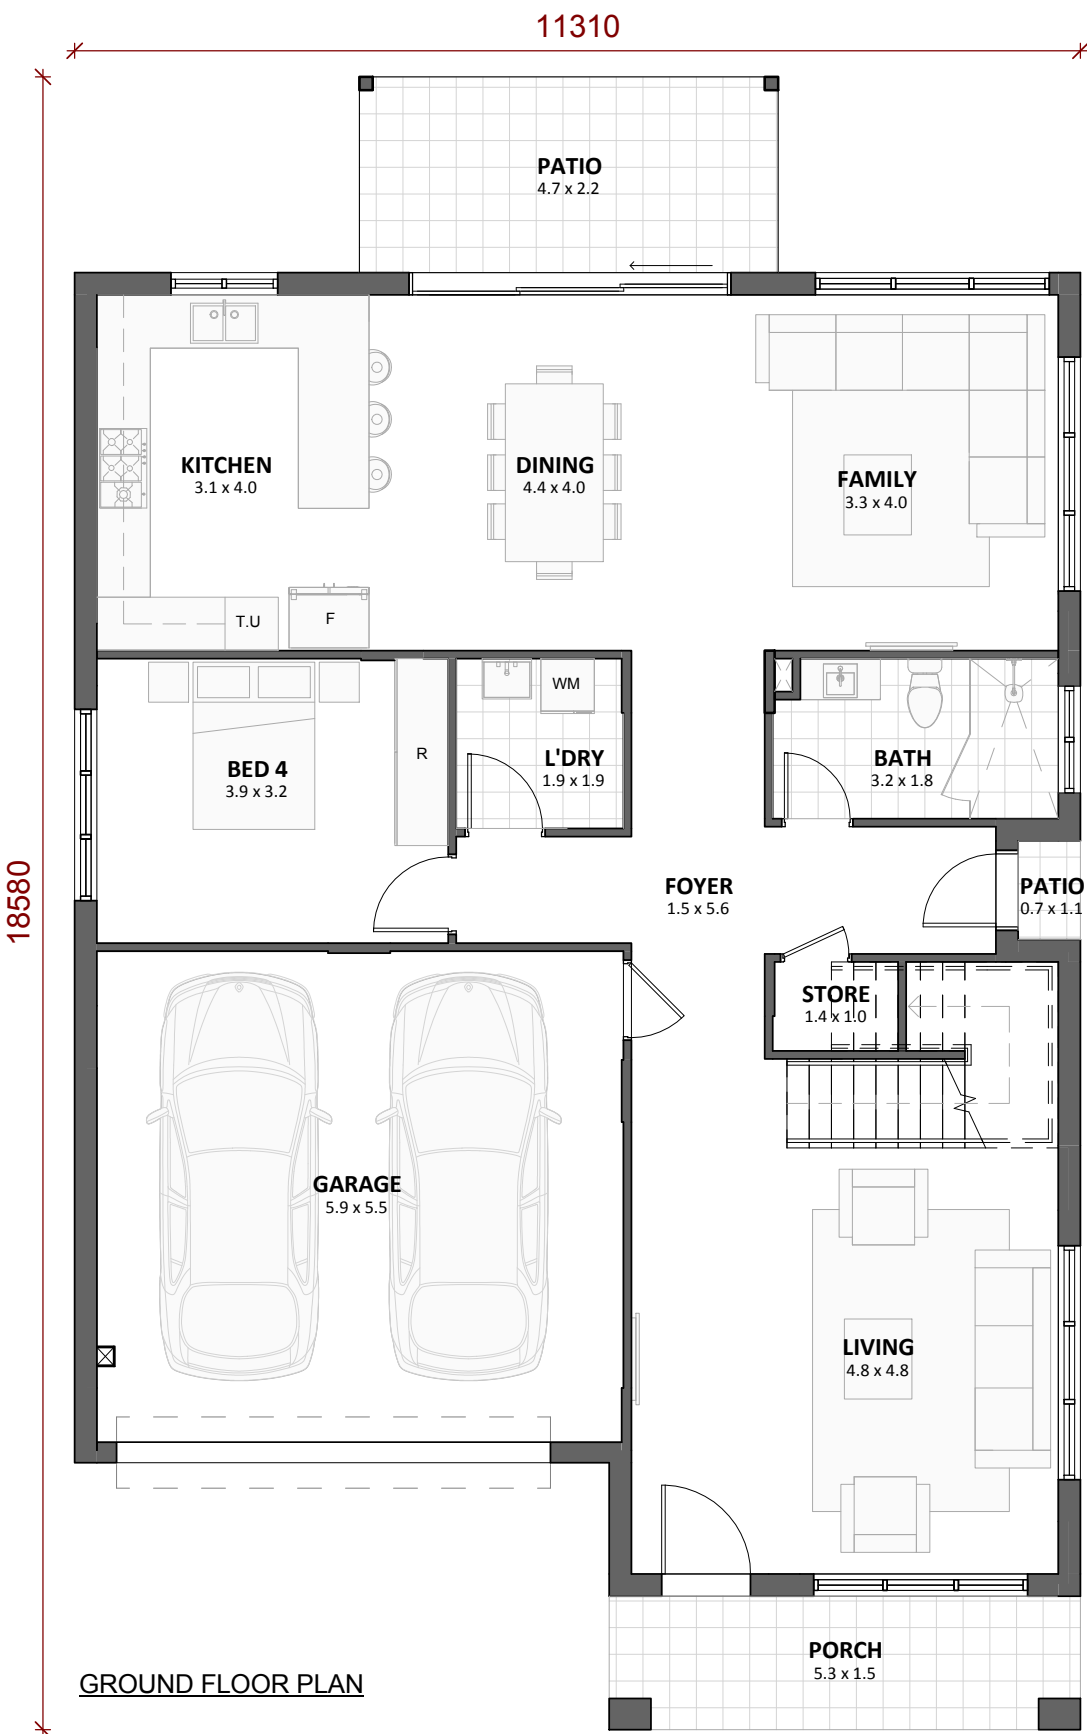 11310
18580
PATIO
4.7 x 2.2
KITCHEN
3.1 x 4.0
DINING
4.4 x 4.0
FAMILY
3.3 x 4.0
T.U
F
WM
BED 4
3.9 x 3.2
R
L'DRY
1.9 x 1.9
BATH
3.2 x 1.8
FOYER
1.5 x 5.6
PATIO
0.7 x 1.1
STORE
1.4 x 1.0
GARAGE
5.9 x 5.5
LIVING
4.8 x 4.8
PORCH
5.3 x 1.5
GROUND FLOOR PLAN